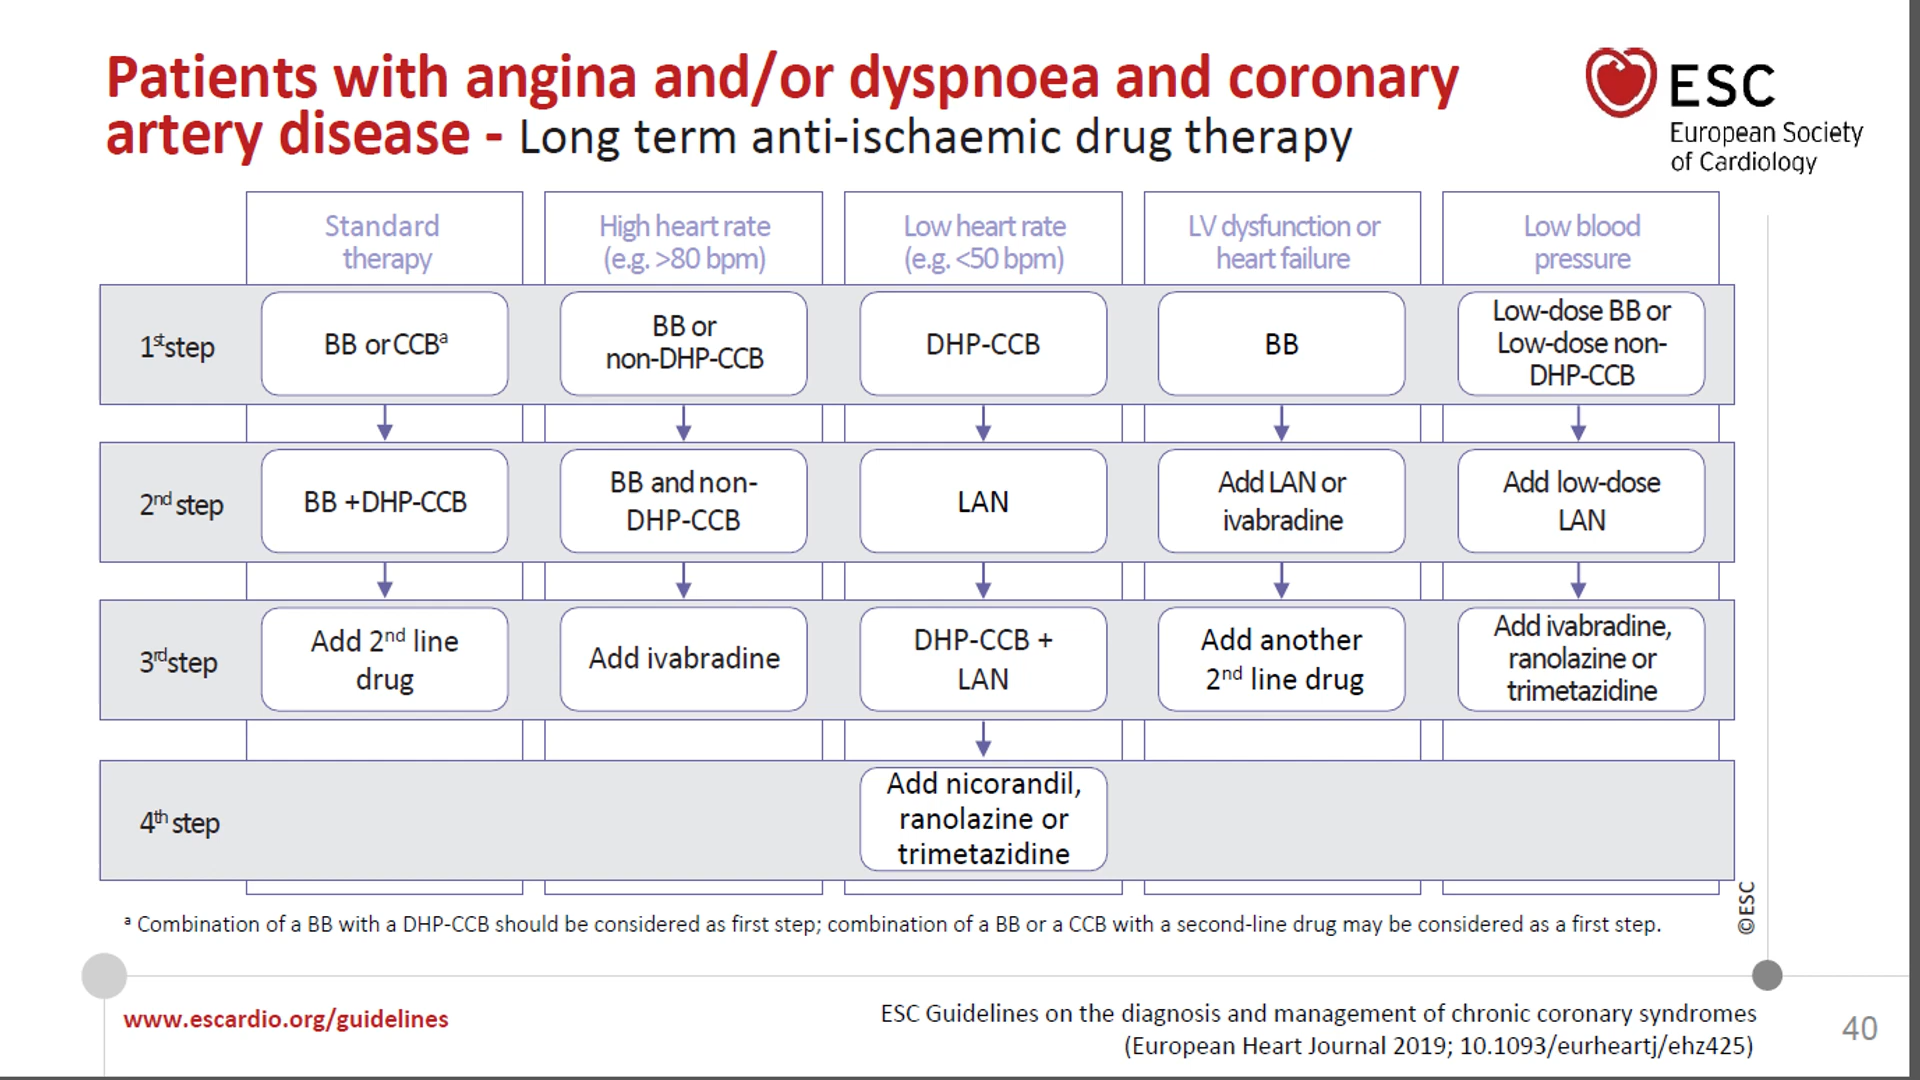 Patients with angina and/or dyspnoea and coronary
artery disease - Long term anti-ischaemic drug therapy
ESC
European Society
of Cardiology
Standard
therapy
High heart rate
(e.g. >80 bpm)
Low heart rate
(e.g. <50 bpm)
LV dysfunction or
heart failure
Low blood
pressure
1st step
BB or CCBa
BB or
non-DHP-CCB
DHP-CCB
BB
Low-dose BB or
Low-dose non-
DHP-CCB
2nd step
BB + DHP-CCB
BB and non-
DHP-CCB
LAN
Add LAN or
ivabradine
Add low-dose
LAN
3rd step
Add 2nd line
drug
Add ivabradine
DHP-CCB +
LAN
Add another
2nd line drug
Add ivabradine,
ranolazine or
trimetazidine
4th step
Add nicorandil,
ranolazine or
trimetazidine
©ESC
a Combination of a BB with a DHP-CCB should be considered as first step; combination of a BB or a CCB with a second-line drug may be considered as a first step.
www.escardio.org/guidelines
ESC Guidelines on the diagnosis and management of chronic coronary syndromes
(European Heart Journal 2019; 10.1093/eurheartj/ehz425)
40